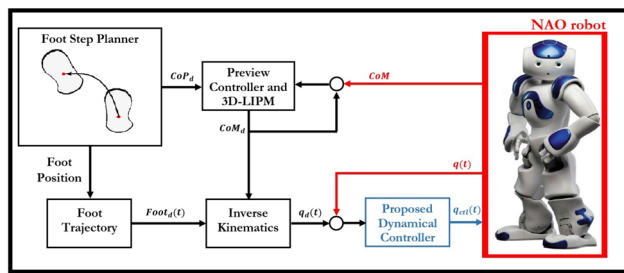 NAO robot
Foot Step Planner
CoP_d
Preview
Controller and
3D-LIPM
CoM
CoM_d
Foot
Position
q(t)
Foot
Trajectory
Foot_d(t)
Inverse
Kinematics
q_d(t)
Proposed
Dynamical
Controller
q_ctl(t)